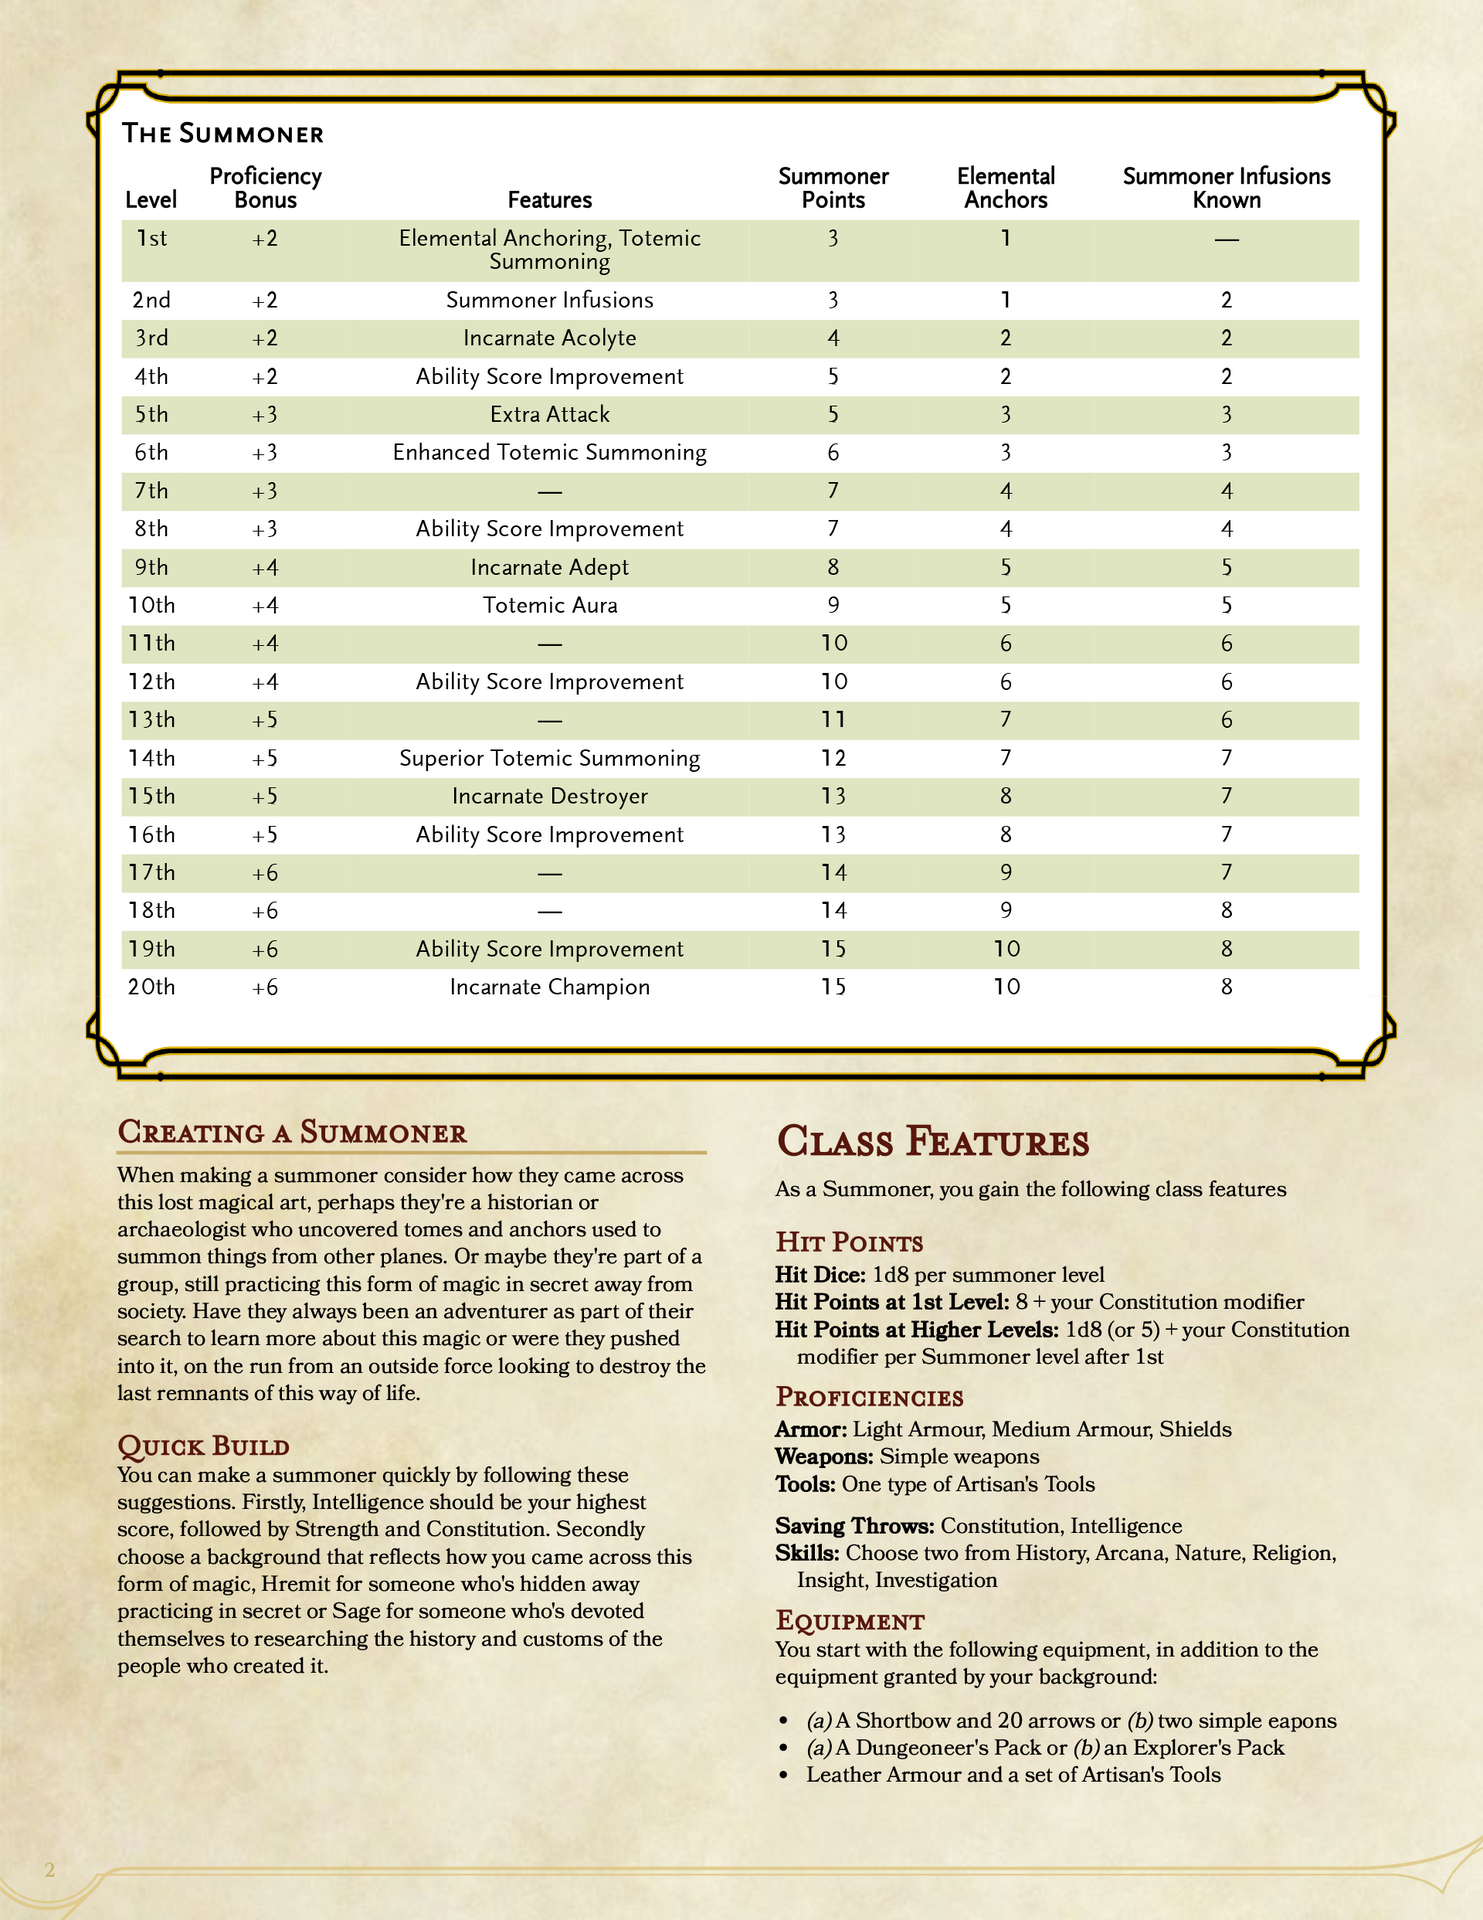 The Summoner
Level Proficiency Bonus Features Summoner Points Elemental Anchors Summoner Infusions Known
1st +2 Elemental Anchoring, Totemic Summoning 3 1 —
2nd +2 Summoner Infusions 3 1 2
3rd +2 Incarnate Acolyte 4 2 2
4th +2 Ability Score Improvement 5 2 2
5th +3 Extra Attack 5 3 3
6th +3 Enhanced Totemic Summoning 6 3 3
7th +3 — 7 4 4
8th +3 Ability Score Improvement 7 4 4
9th +4 Incarnate Adept 8 5 5
10th +4 Totemic Aura 9 5 5
11th +4 — 10 6 6
12th +4 Ability Score Improvement 10 6 6
13th +5 — 11 7 6
14th +5 Superior Totemic Summoning 12 7 7
15th +5 Incarnate Destroyer 13 8 7
16th +5 Ability Score Improvement 13 8 7
17th +6 — 14 9 7
18th +6 — 14 9 8
19th +6 Ability Score Improvement 15 10 8
20th +6 Incarnate Champion 15 10 8
Creating a Summoner
When making a summoner consider how they came across
this lost magical art, perhaps they're a historian or
archaeologist who uncovered tomes and anchors used to
summon things from other planes. Or maybe they're part of a
group, still practicing this form of magic in secret away from
society. Have they always been an adventurer as part of their
search to learn more about this magic or were they pushed
into it, on the run from an outside force looking to destroy the
last remnants of this way of life.
Quick Build
You can make a summoner quickly by following these
suggestions. Firstly, Intelligence should be your highest
score, followed by Strength and Constitution. Secondly
choose a background that reflects how you came across this
form of magic, Hremit for someone who's hidden away
practicing in secret or Sage for someone who's devoted
themselves to researching the history and customs of the
people who created it.
Class Features
As a Summoner, you gain the following class features
Hit Points
Hit Dice: 1d8 per summoner level
Hit Points at 1st Level: 8 + your Constitution modifier
Hit Points at Higher Levels: 1d8 (or 5) + your Constitution
modifier per Summoner level after 1st
Proficiencies
Armor: Light Armour, Medium Armour, Shields
Weapons: Simple weapons
Tools: One type of Artisan's Tools
Saving Throws: Constitution, Intelligence
Skills: Choose two from History, Arcana, Nature, Religion,
Insight, Investigation
Equipment
You start with the following equipment, in addition to the
equipment granted by your background:
• (a) A Shortbow and 20 arrows or (b) two simple eapons
• (a) A Dungeoneer's Pack or (b) an Explorer's Pack
• Leather Armour and a set of Artisan's Tools
2